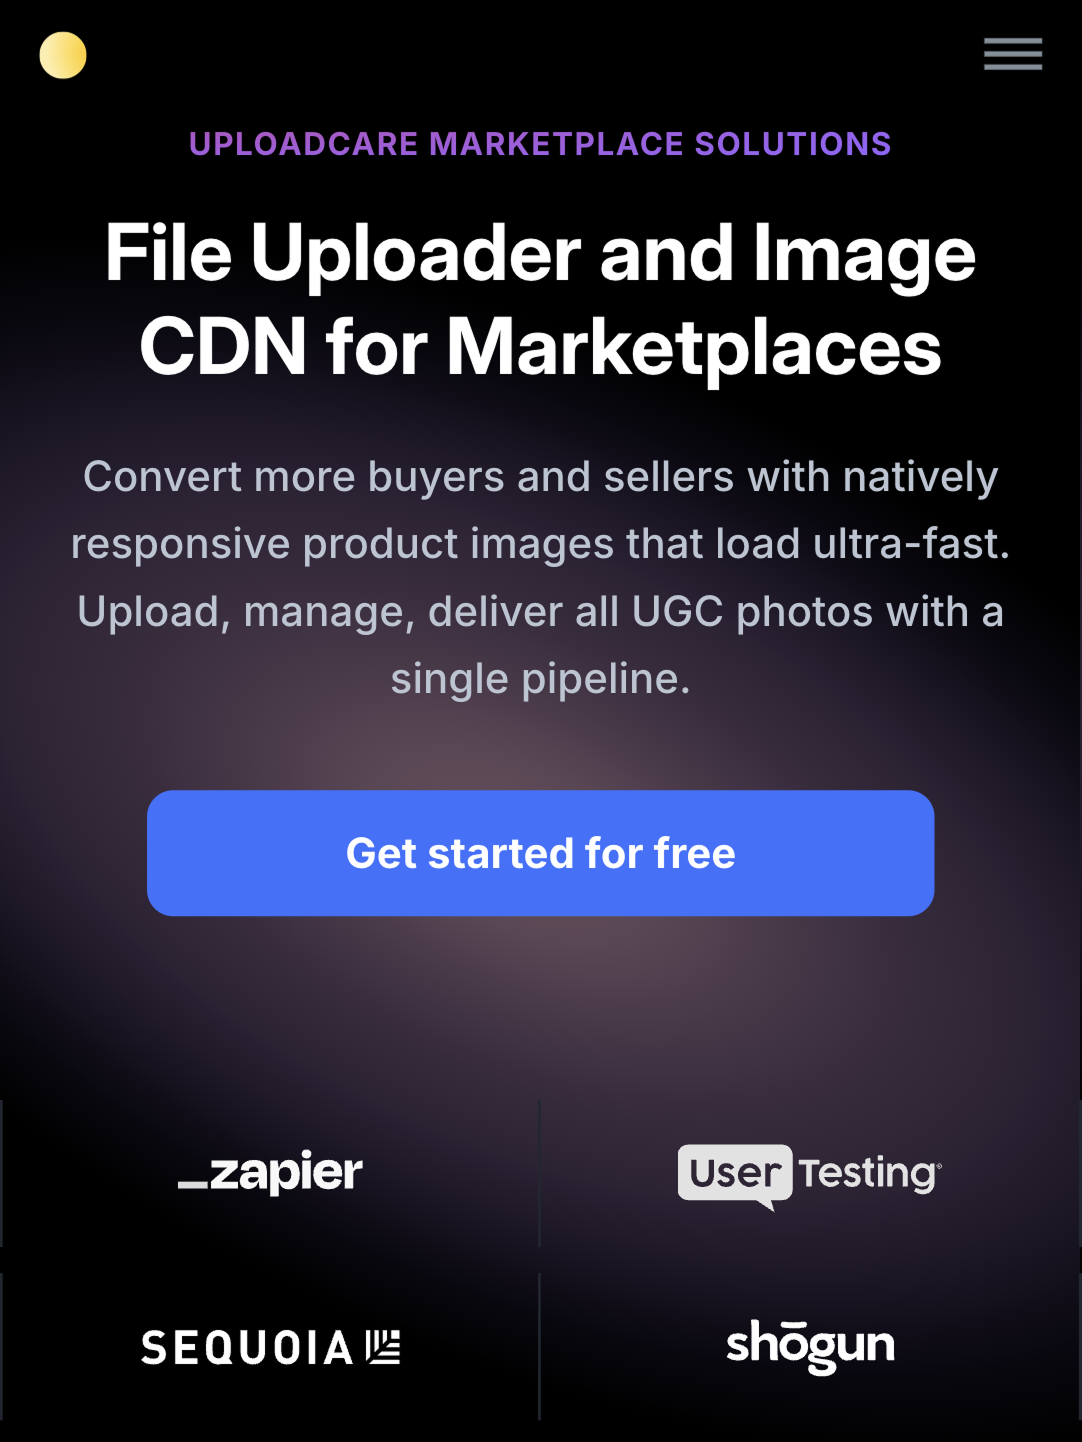 UPLOADCARE MARKETPLACE SOLUTIONS
File Uploader and Image
CDN for Marketplaces
Convert more buyers and sellers with natively
responsive product images that load ultra-fast.
Upload, manage, deliver all UGC photos with a
single pipeline.
Get started for free
_zapier
User Testing®
SEQUOIA
shōgun